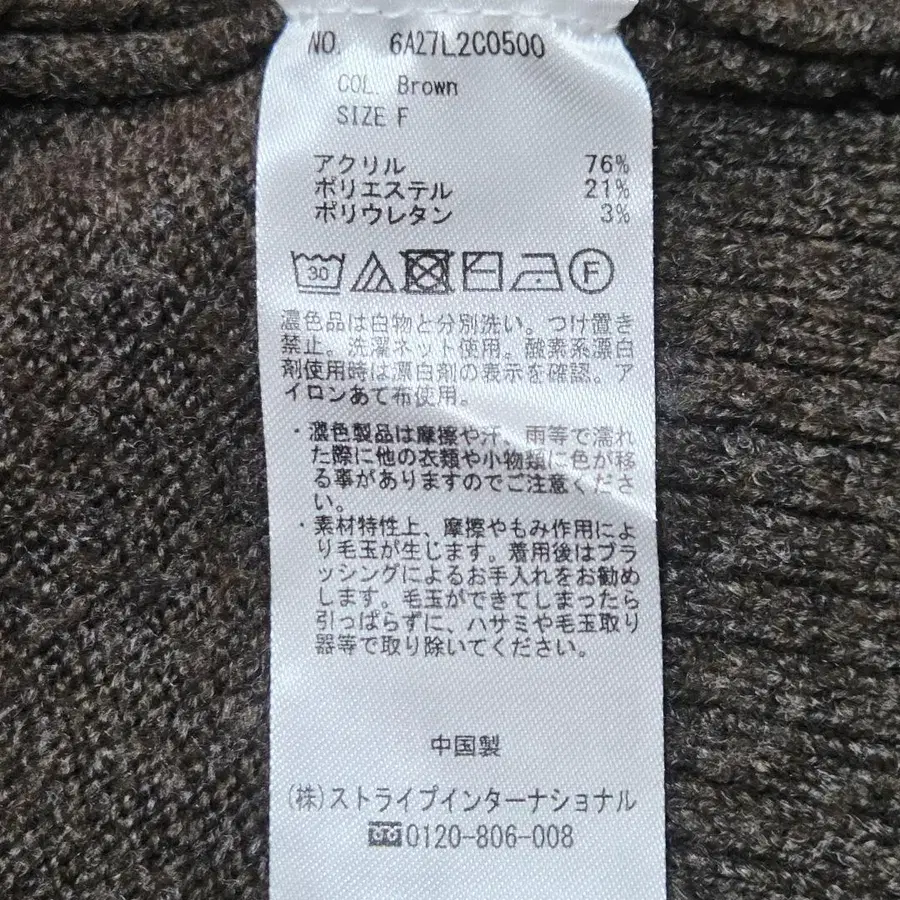 NO. 6A27L2C0500
COL. Brown
SIZE F
アクリル 76%
ポリエステル 21%
ポリウレタン 3%
30 F
濃色品は白物と分別洗い。つけ置き
禁止。洗濯ネット使用。酸素系漂白
剤使用時は漂白剤の表示を確認。ア
イロンあて布使用。
・濃色製品は摩擦や汗、雨等で濡れ
た際に他の衣類や小物類に色が移
る事がありますのでご注意くださ
い。
・素材特性上、摩擦やもみ作用によ
り毛玉が生じます。着用後はブラ
ッシングによるお手入れをお勧め
します。毛玉ができてしまったら
引っぱらずに、ハサミや毛玉取り
器等で取り除いてください。
中国製
(株)ストライプインターナショナル
0120-806-008